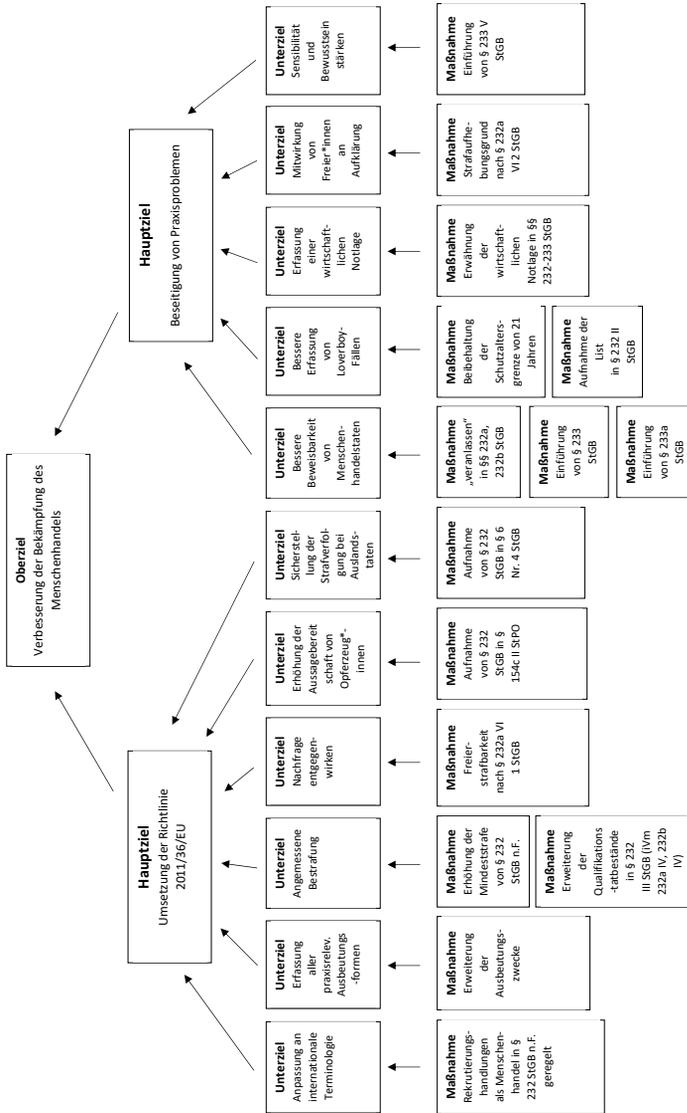 Oberziel
Verbesserung der Bekämpfung des
Menschenhandels
Hauptziel
Umsetzung der Richtlinie
2011/36/EU
Hauptziel
Beseitigung von Praxisproblemen
Unterziel
Anpassung an
internationale
Terminologie
Unterziel
Erfassung
aller
praxisrelev.
Ausbeutungs
-formen
Unterziel
Angemessene
Bestrafung
Unterziel
Nachfrage
entgegen-
wirken
Unterziel
Erhöhung der
Aussagebereit
schaft von
Opferzeug*-
innen
Unterziel
Sicherstel-
lung der
Strafverfol-
gung bei
Auslands-
taten
Unterziel
Bessere
Beweisbarkeit
von
Menschen-
handelstaten
Unterziel
Bessere
Erfassung
von
Loverboy-
Fällen
Unterziel
Erfassung
einer
wirtschaft-
lichen
Notlage
Unterziel
Mitwirkung
von
Freier*innen
an
Aufklärung
Unterziel
Sensibilität
und
Bewusstsein
stärken
Maßnahme
Rekrutierungs-
handlungen
als Menschen-
handel in §
232 StGB n.F.
geregelt
Maßnahme
Erweiterung
der
Ausbeutungs-
zwecke
Maßnahme
Erhöhung der
Mindeststrafe
von § 232
StGB n.F.
Maßnahme
Erweiterung
der
Qualifikations
-tatbestände
in § 232
III StGB (iVm
232a IV, 232b
IV)
Maßnahme
Freier-
strafbarkeit
nach § 232a VI
1 StGB
Maßnahme
Aufnahme
von § 232
StGB in §
154c II StPO
Maßnahme
Aufnahme
von § 232
StGB in § 6
Nr. 4 StGB
Maßnahme
„veranlassen“
in §§ 232a,
232b StGB
Maßnahme
Einführung
von § 233
StGB
Maßnahme
Einführung
von § 233a
StGB
Maßnahme
Beibehaltung
der
Schutzalters-
grenze von 21
Jahren
Maßnahme
Aufnahme der
List
in § 232 II
StGB
Maßnahme
Erwähnung
der
wirtschaft-
lichen
Notlage in §§
232-233 StGB
Maßnahme
Strafaufhe-
bungsgrund
nach § 232a
VI 2 StGB
Maßnahme
Einführung
von § 233 V
StGB